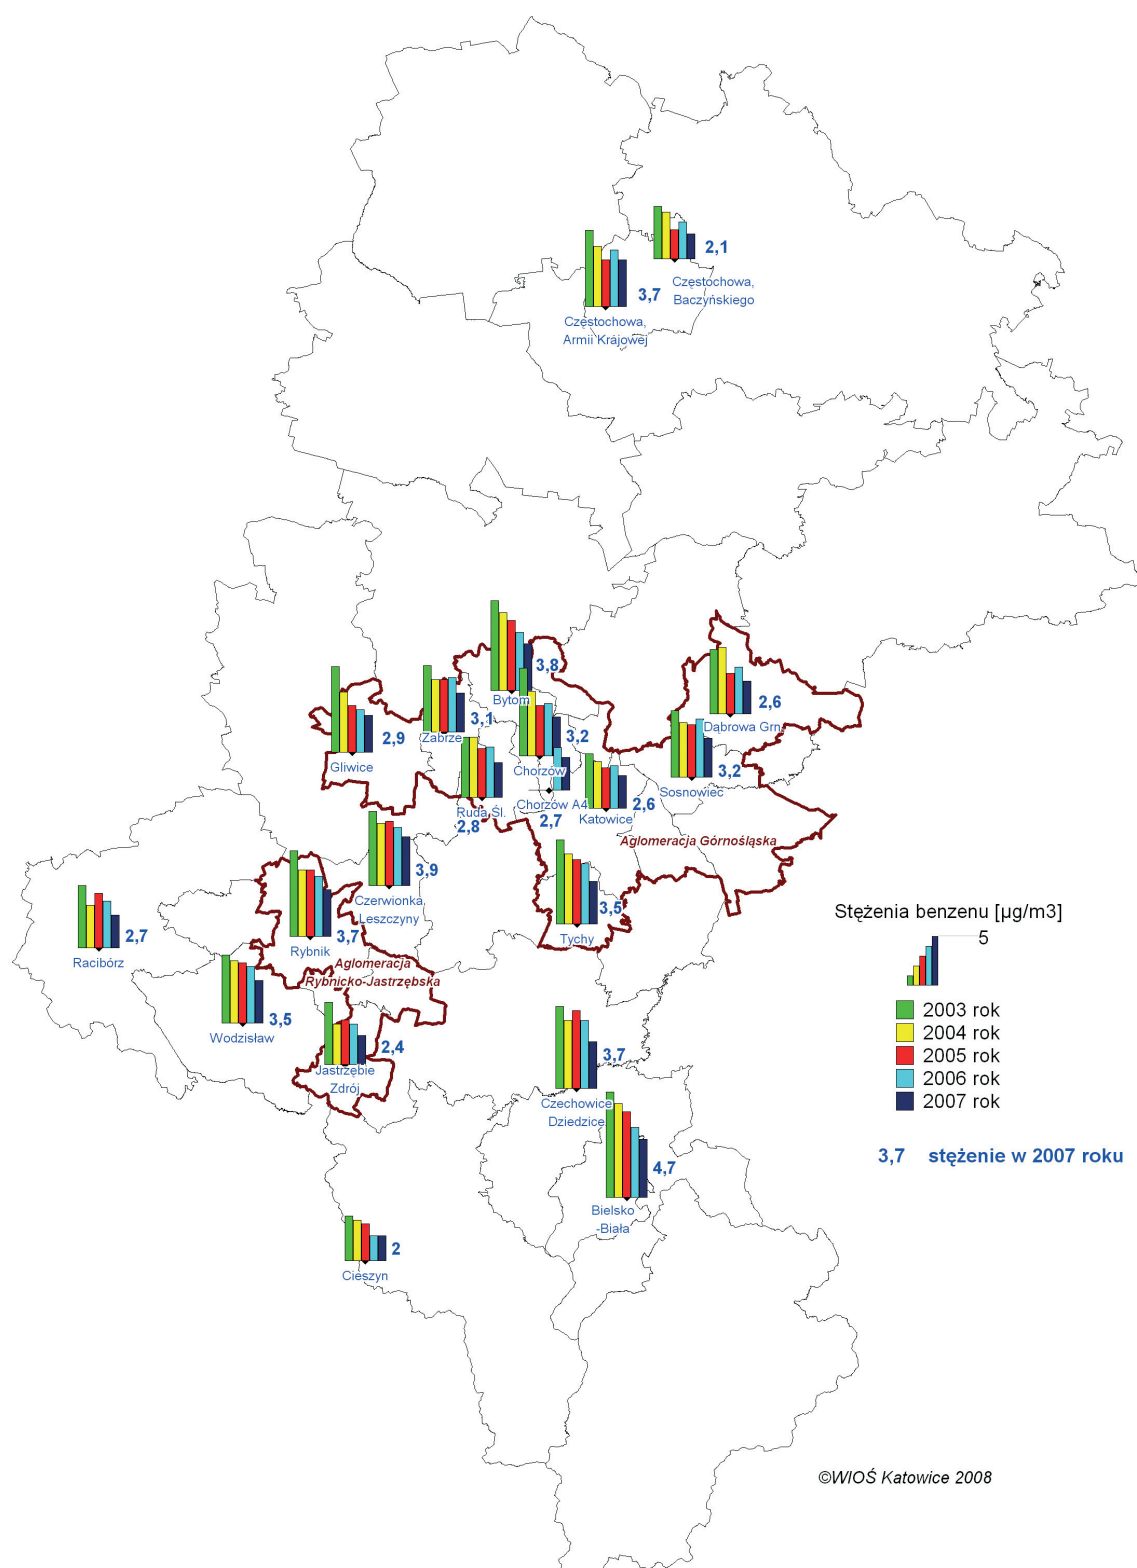 2,1
Częstochowa,
Baczyńskiego
3,7
Częstochowa,
Armii Krajowej
3,8
Bytom
2,6
Dąbrowa Grn.
3,1
Zabrze
2,9
Gliwice
3,2
Chorzów
3,2
Sosnowiec
Ruda Śl.
2,8
Chorzów A4
2,7
2,6
Katowice
Aglomeracja Górnośląska
3,9
Czerwionka
Leszczyny
3,5
Tychy
2,7
Racibórz
3,7
Rybnik
Aglomeracja
Rybnicko-Jastrzębska
3,5
Wodzisław
2,4
Jastrzębie
Zdrój
3,7
Czechowice
Dziedzice
4,7
Bielsko
-Biała
2
Cieszyn
Stężenia benzenu [µg/m3]
5
2003 rok
2004 rok
2005 rok
2006 rok
2007 rok
3,7 stężenie w 2007 roku
©WIOŚ Katowice 2008